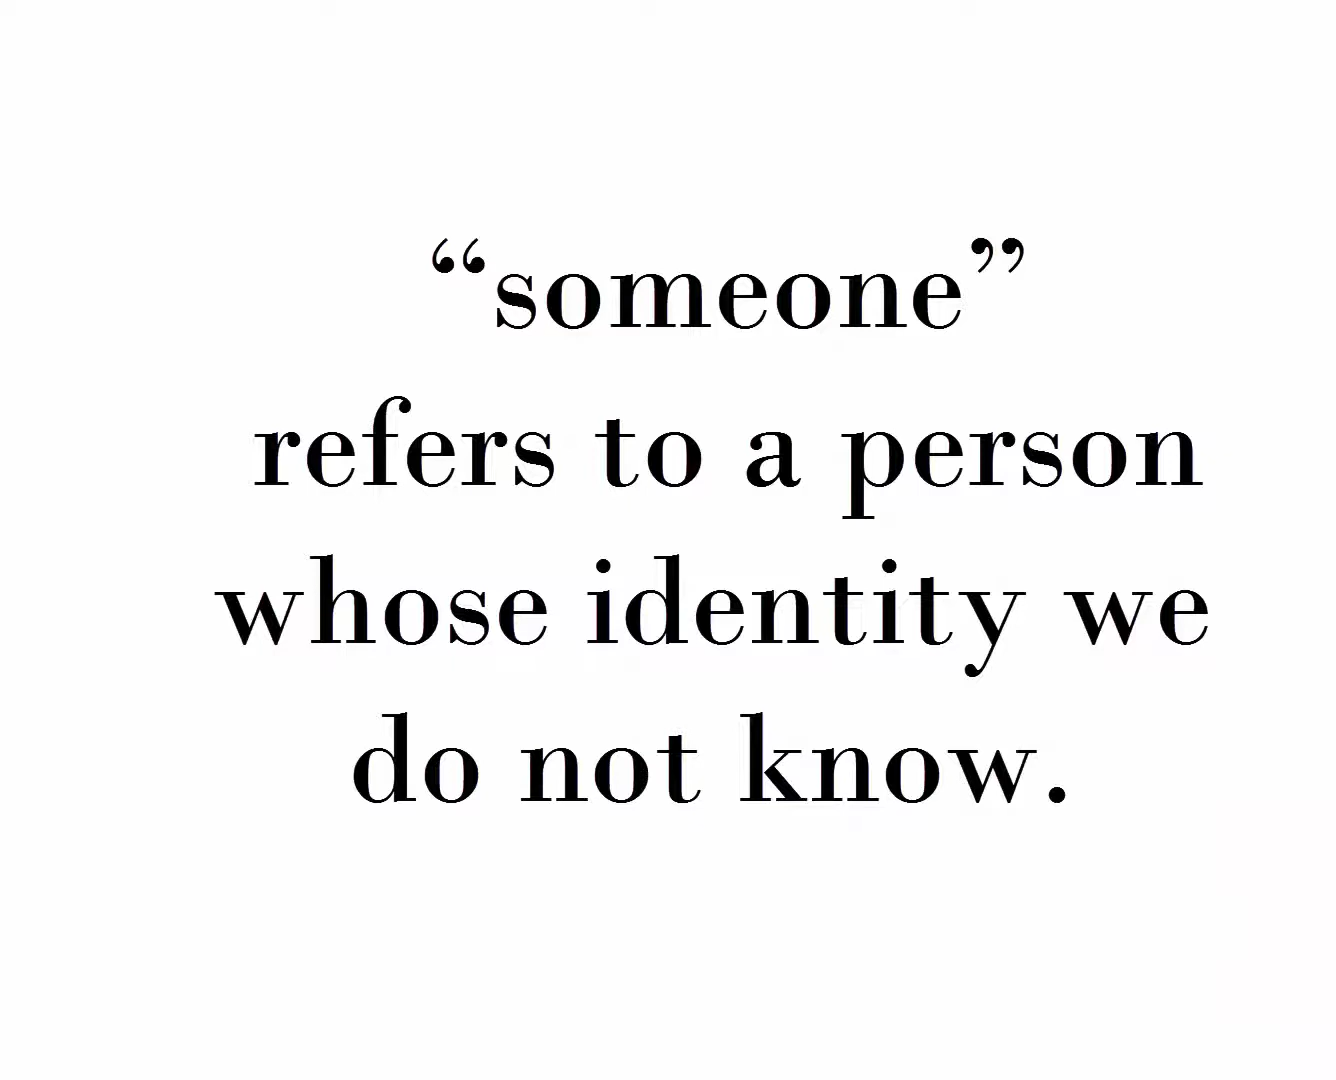 “someone”
refers to a person
whose identity we
do not know.